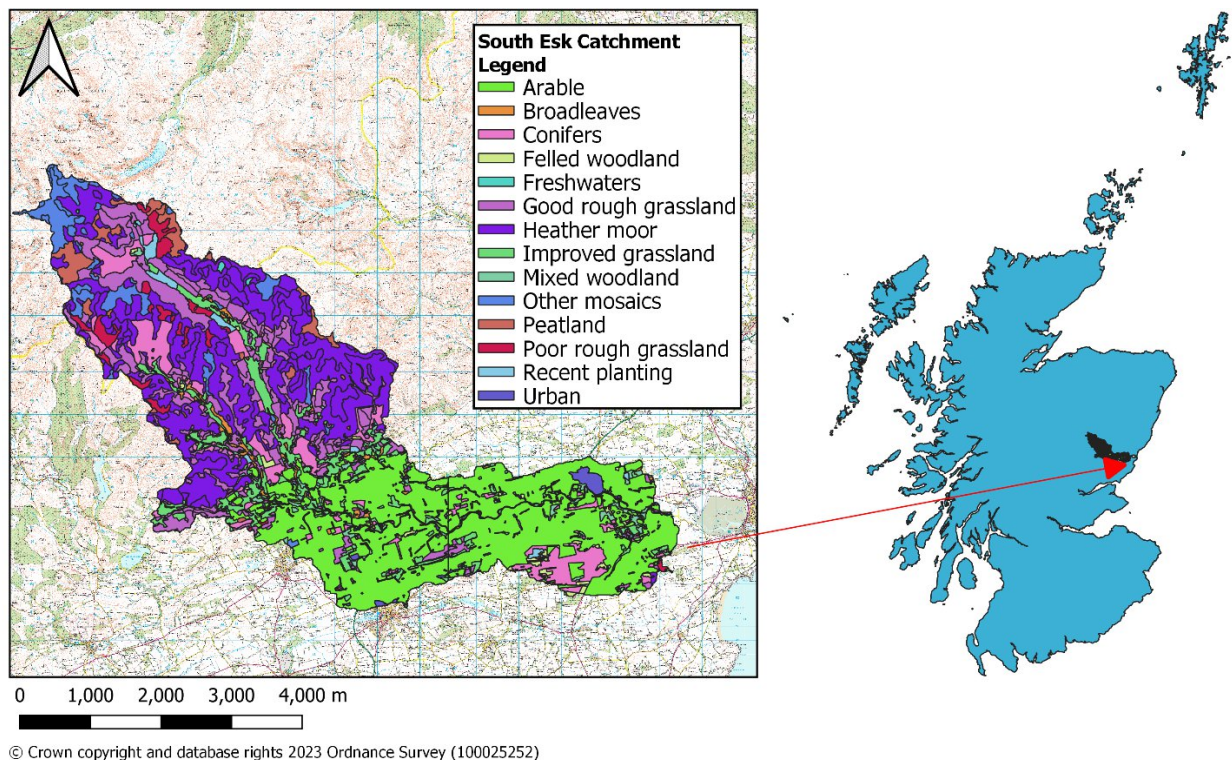 South Esk Catchment
Legend
Arable
Broadleaves
Conifers
Felled woodland
Freshwaters
Good rough grassland
Heather moor
Improved grassland
Mixed woodland
Other mosaics
Peatland
Poor rough grassland
Recent planting
Urban
0 1,000 2,000 3,000 4,000 m
© Crown copyright and database rights 2023 Ordnance Survey (100025252)